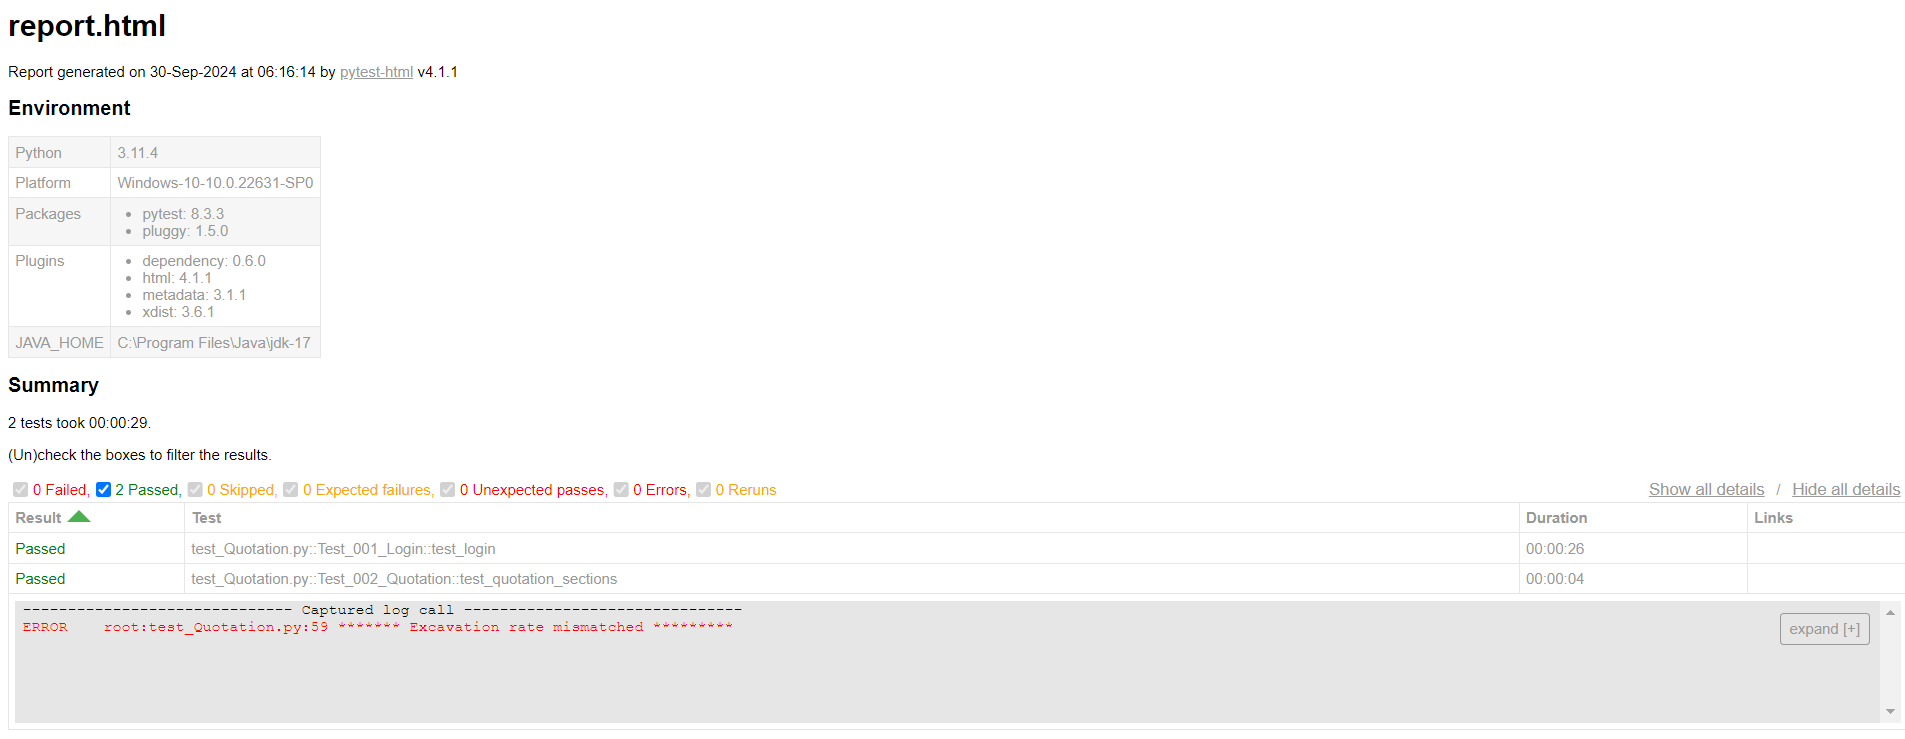 report.html
Report generated on 30-Sep-2024 at 06:16:14 by pytest-html v4.1.1
Environment
Python 3.11.4
Platform Windows-10-10.0.22631-SP0
Packages • pytest: 8.3.3
• pluggy: 1.5.0
Plugins • dependency: 0.6.0
• html: 4.1.1
• metadata: 3.1.1
• xdist: 3.6.1
JAVA_HOME C:\Program Files\Java\jdk-17
Summary
2 tests took 00:00:29.
(Un)check the boxes to filter the results.
0 Failed, 2 Passed, 0 Skipped, 0 Expected failures, 0 Unexpected passes, 0 Errors, 0 Reruns Show all details / Hide all details
Result Test Duration Links
Passed test_Quotation.py::Test_001_Login::test_login 00:00:26
Passed test_Quotation.py::Test_002_Quotation::test_quotation_sections 00:00:04
------------------------------ Captured log call -------------------------------
ERROR root:test_Quotation.py:59 ******* Excavation rate mismatched *********
expand [+]